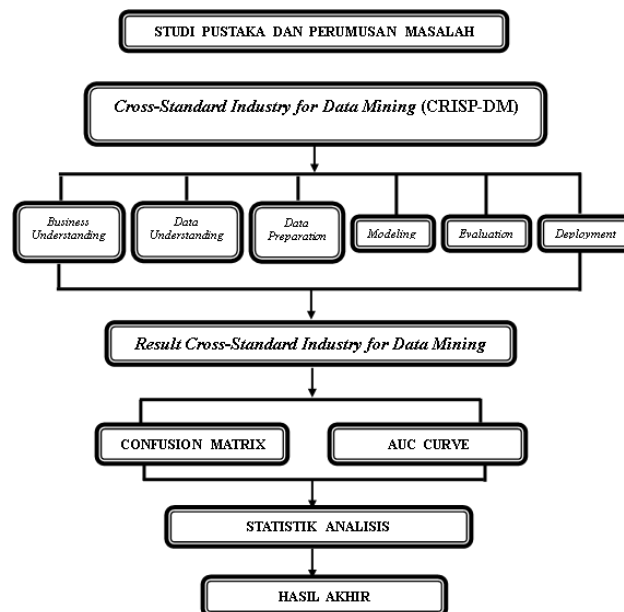 STUDI PUSTAKA DAN PERUMUSAN MASALAH
Cross-Standard Industry for Data Mining (CRISP-DM)
Business
Understanding
Data
Understanding
Data
Preparation
Modeling
Evaluation
Deployment
Result Cross-Standard Industry for Data Mining
CONFUSION MATRIX
AUC CURVE
STATISTIK ANALISIS
HASIL AKHIR